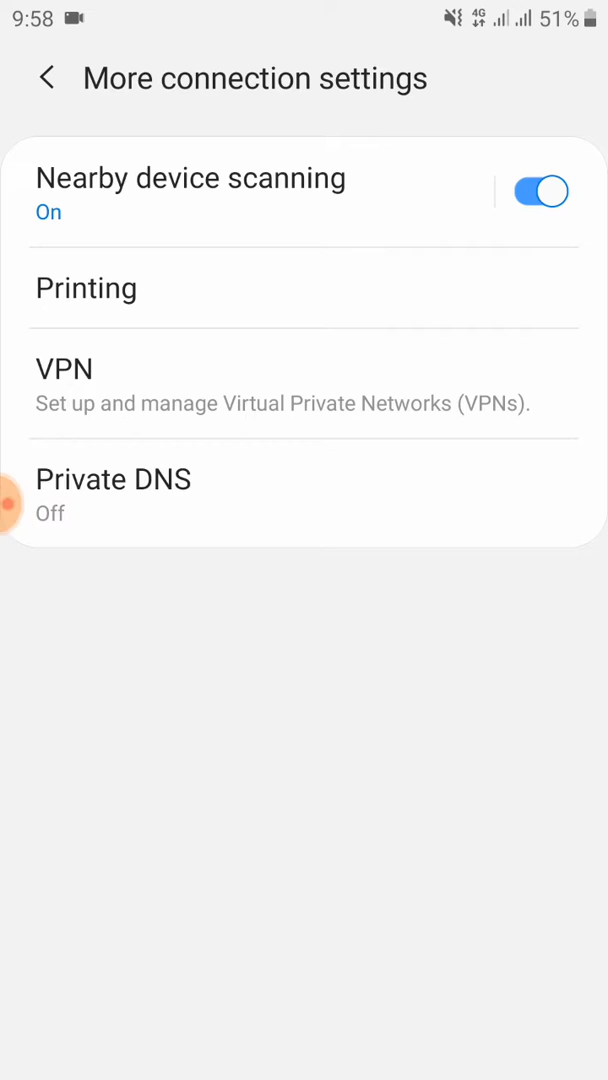 9:58 4G 51%
More connection settings
Nearby device scanning
On
Printing
VPN
Set up and manage Virtual Private Networks (VPNs).
Private DNS
Off